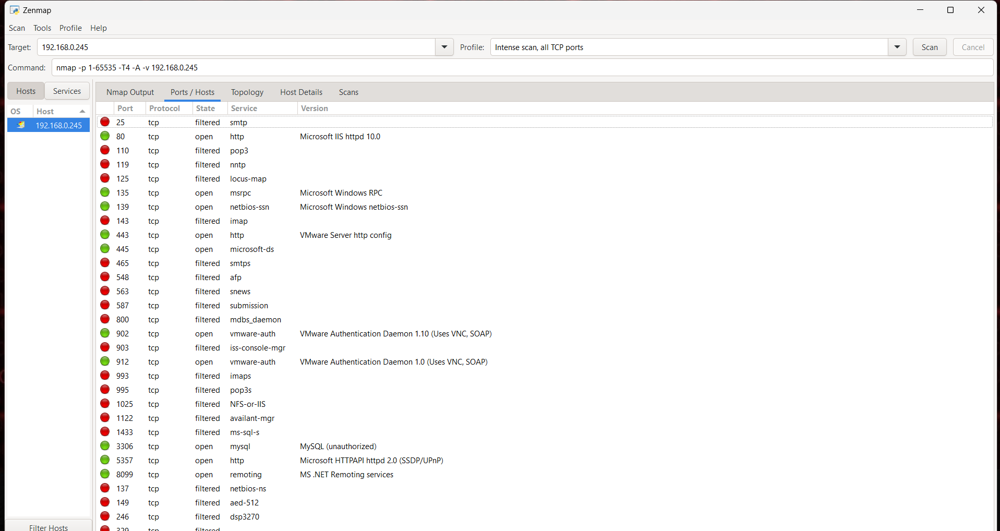 Zenmap
Scan Tools Profile Help
Target: 192.168.0.245 Profile: Intense scan, all TCP ports Scan Cancel
Command: nmap -p 1-65535 -T4 -A -v 192.168.0.245
Hosts Services
Nmap Output Ports / Hosts Topology Host Details Scans
OS Host
192.168.0.245
Port Protocol State Service Version
25 tcp filtered smtp
80 tcp open http Microsoft IIS httpd 10.0
110 tcp filtered pop3
119 tcp filtered nntp
125 tcp filtered locus-map
135 tcp open msrpc Microsoft Windows RPC
139 tcp open netbios-ssn Microsoft Windows netbios-ssn
143 tcp filtered imap
443 tcp open http VMware Server http config
445 tcp open microsoft-ds
465 tcp filtered smtps
548 tcp filtered afp
563 tcp filtered snews
587 tcp filtered submission
800 tcp filtered mdbs_daemon
902 tcp open vmware-auth VMware Authentication Daemon 1.10 (Uses VNC, SOAP)
903 tcp filtered iss-console-mgr
912 tcp open vmware-auth VMware Authentication Daemon 1.0 (Uses VNC, SOAP)
993 tcp filtered imaps
995 tcp filtered pop3s
1025 tcp filtered NFS-or-IIS
1122 tcp filtered availant-mgr
1433 tcp filtered ms-sql-s
3306 tcp open mysql MySQL (unauthorized)
5357 tcp open http Microsoft HTTPAPI httpd 2.0 (SSDP/UPnP)
8099 tcp open remoting MS .NET Remoting services
137 tcp filtered netbios-ns
149 tcp filtered aed-512
246 tcp filtered dsp3270
329 tcp filtered
Filter Hosts